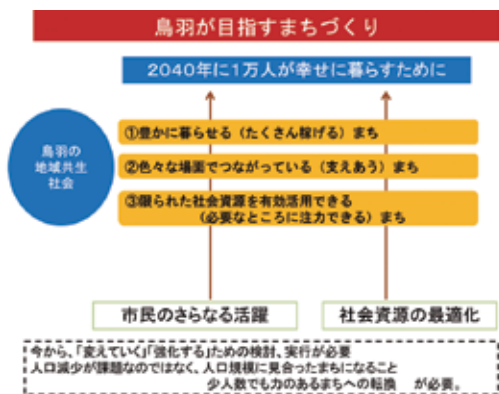 鳥羽が目指すまちづくり
2040年に1万人が幸せに暮らすために
鳥羽の
地域共生
社会
①豊かに暮らせる（たくさん稼げる）まち
②色々な場面でつながっている（支えあう）まち
③限られた社会資源を有効活用できる
（必要なところに注力できる）まち
市民のさらなる活躍
社会資源の最適化
今から、「変えていく」「強化する」ための検討、実行が必要
人口減少が課題なのではなく、人口規模に見合ったまちになること
少人数でも力のあるまちへの転換 が必要。